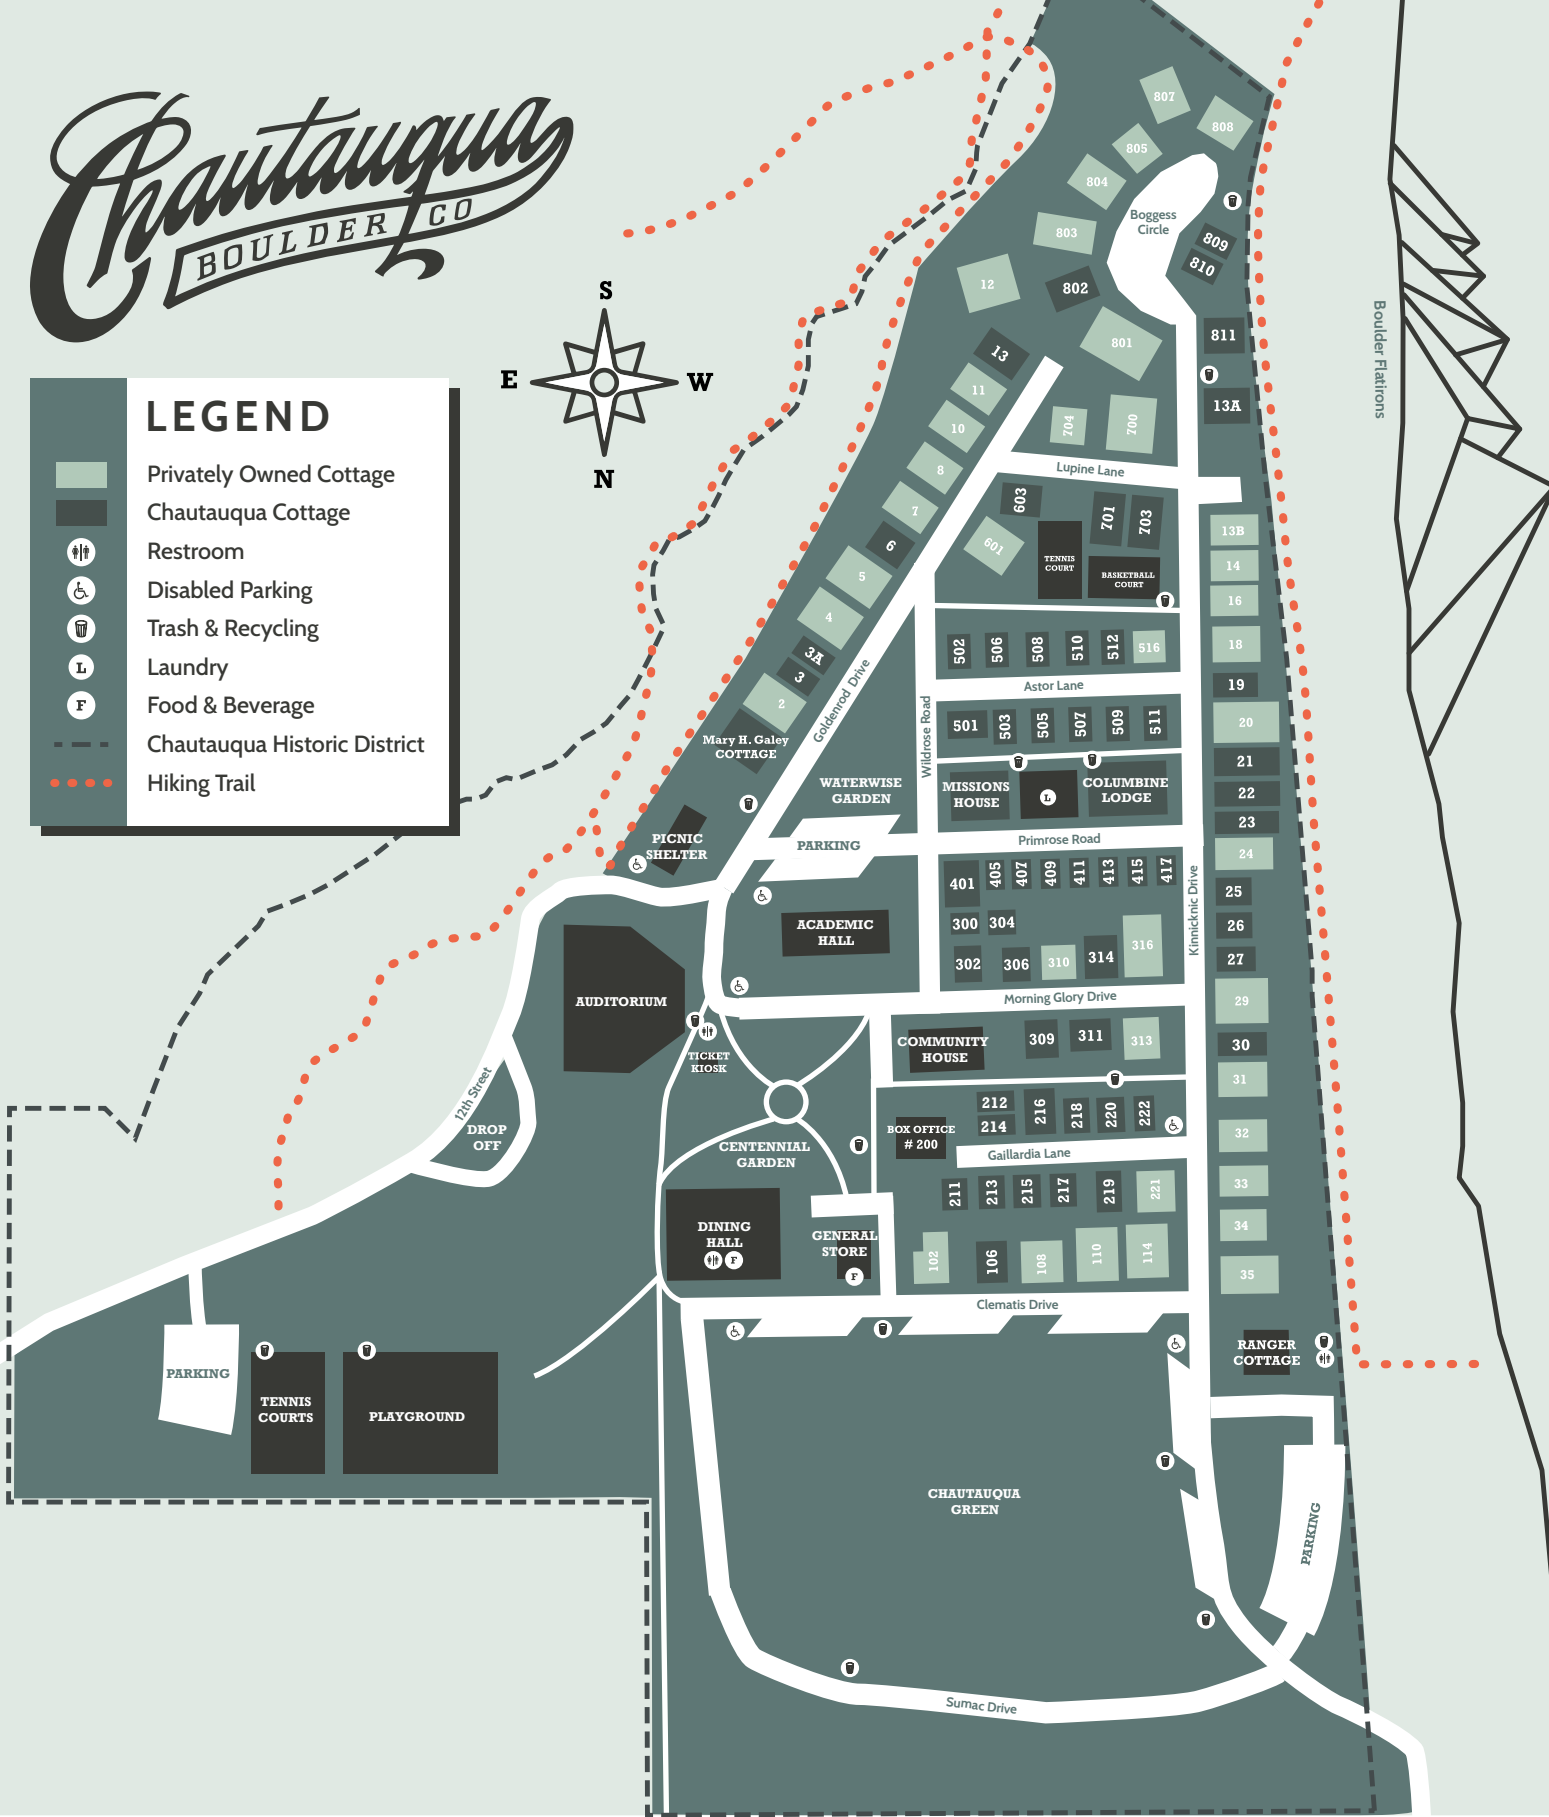 Chautauqua
BOULDER CO
S
E
W
N
LEGEND
Privately Owned Cottage
Chautauqua Cottage
Restroom
Disabled Parking
Trash & Recycling
L
Laundry
F
Food & Beverage
Chautauqua Historic District
Hiking Trail
807
808
805
804
Boggess
Circle
803
809
810
12
802
811
801
13
13A
11
704
700
10
Lupine Lane
8
603
7
701
703
13B
601
6
TENNIS
COURT
BASKETBALL
COURT
14
5
16
4
502
506
508
510
512
516
18
3A
3
Astor Lane
19
2
Goldenrod Drive
Wildrose Road
501
503
505
507
509
511
20
Mary H. Galey
COTTAGE
21
WATERWISE
GARDEN
MISSIONS
HOUSE
L
COLUMBINE
LODGE
22
23
PICNIC
SHELTER
PARKING
Primrose Road
24
401
405
407
409
411
413
415
417
Kinnicknic Drive
25
ACADEMIC
HALL
300
304
316
26
302
306
310
314
27
AUDITORIUM
Morning Glory Drive
29
COMMUNITY
HOUSE
309
311
313
30
TICKET
KIOSK
31
12th Street
DROP
OFF
212
214
216
218
220
222
BOX OFFICE
# 200
32
CENTENNIAL
GARDEN
Gaillardia Lane
211
213
215
217
219
221
33
DINING
HALL
F
GENERAL
STORE
F
34
102
106
108
110
114
35
Clematis Drive
RANGER
COTTAGE
PARKING
TENNIS
COURTS
PLAYGROUND
CHAUTAUQUA
GREEN
PARKING
Sumac Drive
Boulder Flatirons